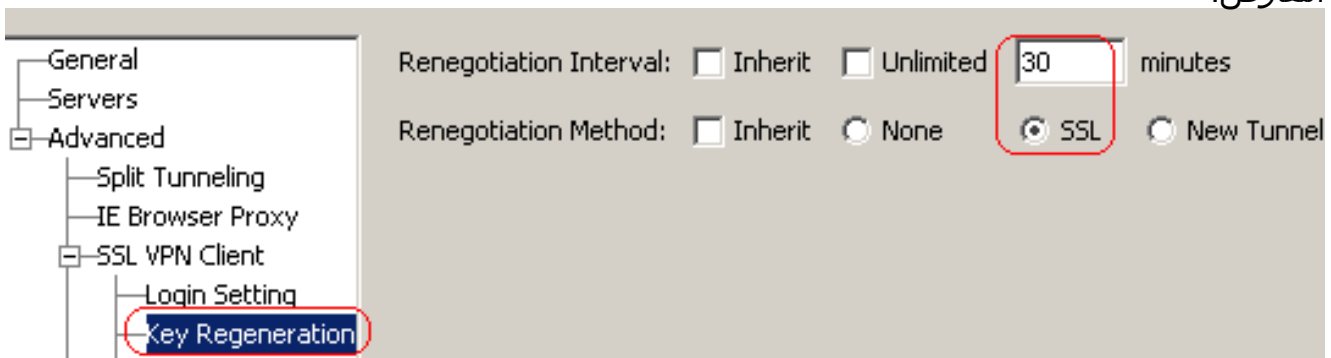 التفاوض.
General
Servers
Advanced
Split Tunneling
IE Browser Proxy
SSL VPN Client
Login Setting
Key Regeneration
Renegotiation Interval: Inherit Unlimited 30 minutes
Renegotiation Method: Inherit None SSL New Tunnel